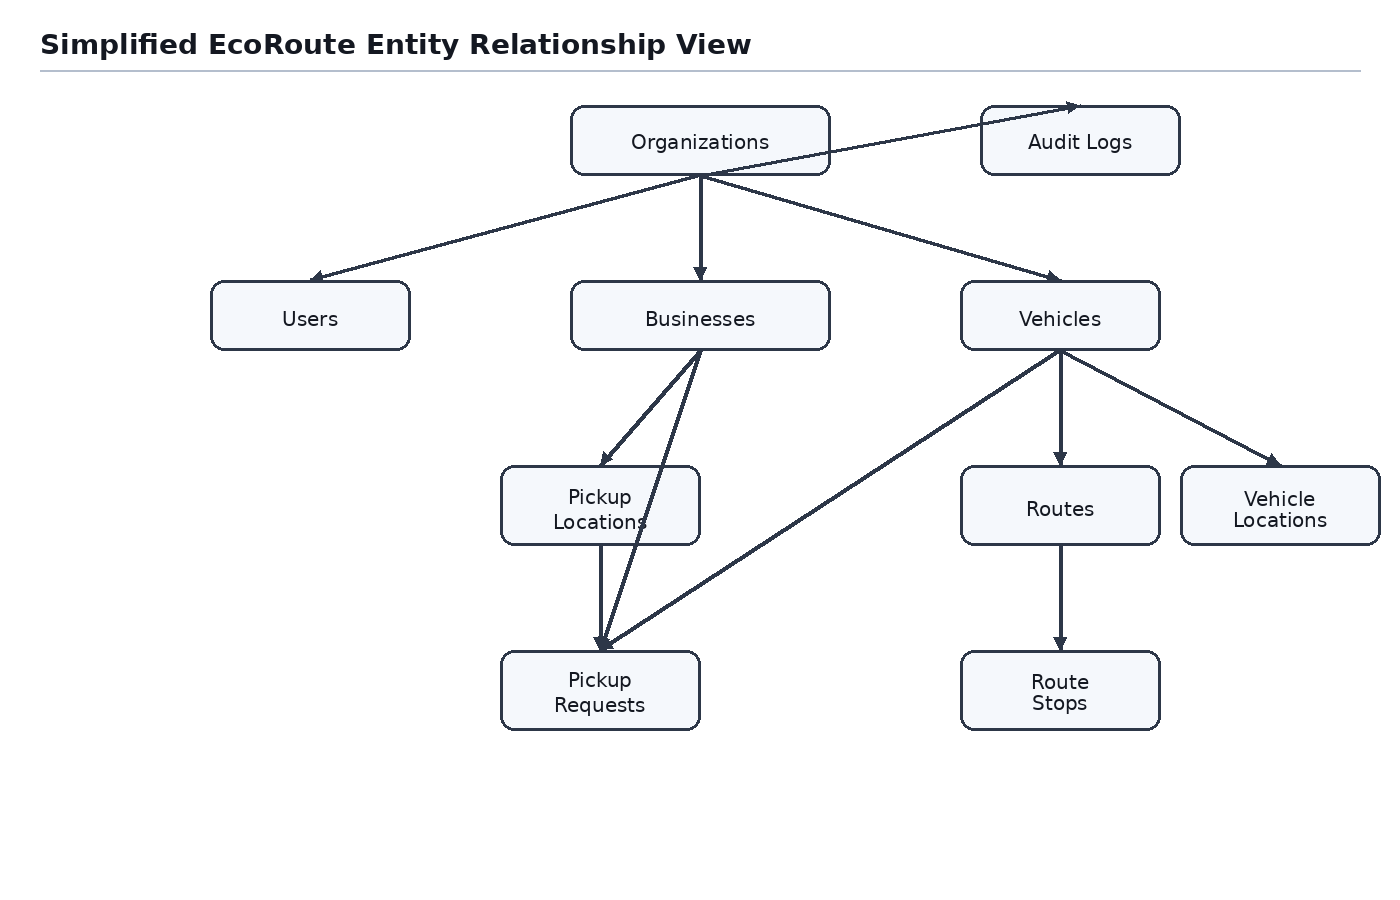 Simplified EcoRoute Entity Relationship View
Organizations
Audit Logs
Users
Businesses
Vehicles
Pickup
Locations
Routes
Vehicle
Locations
Pickup
Requests
Route
Stops